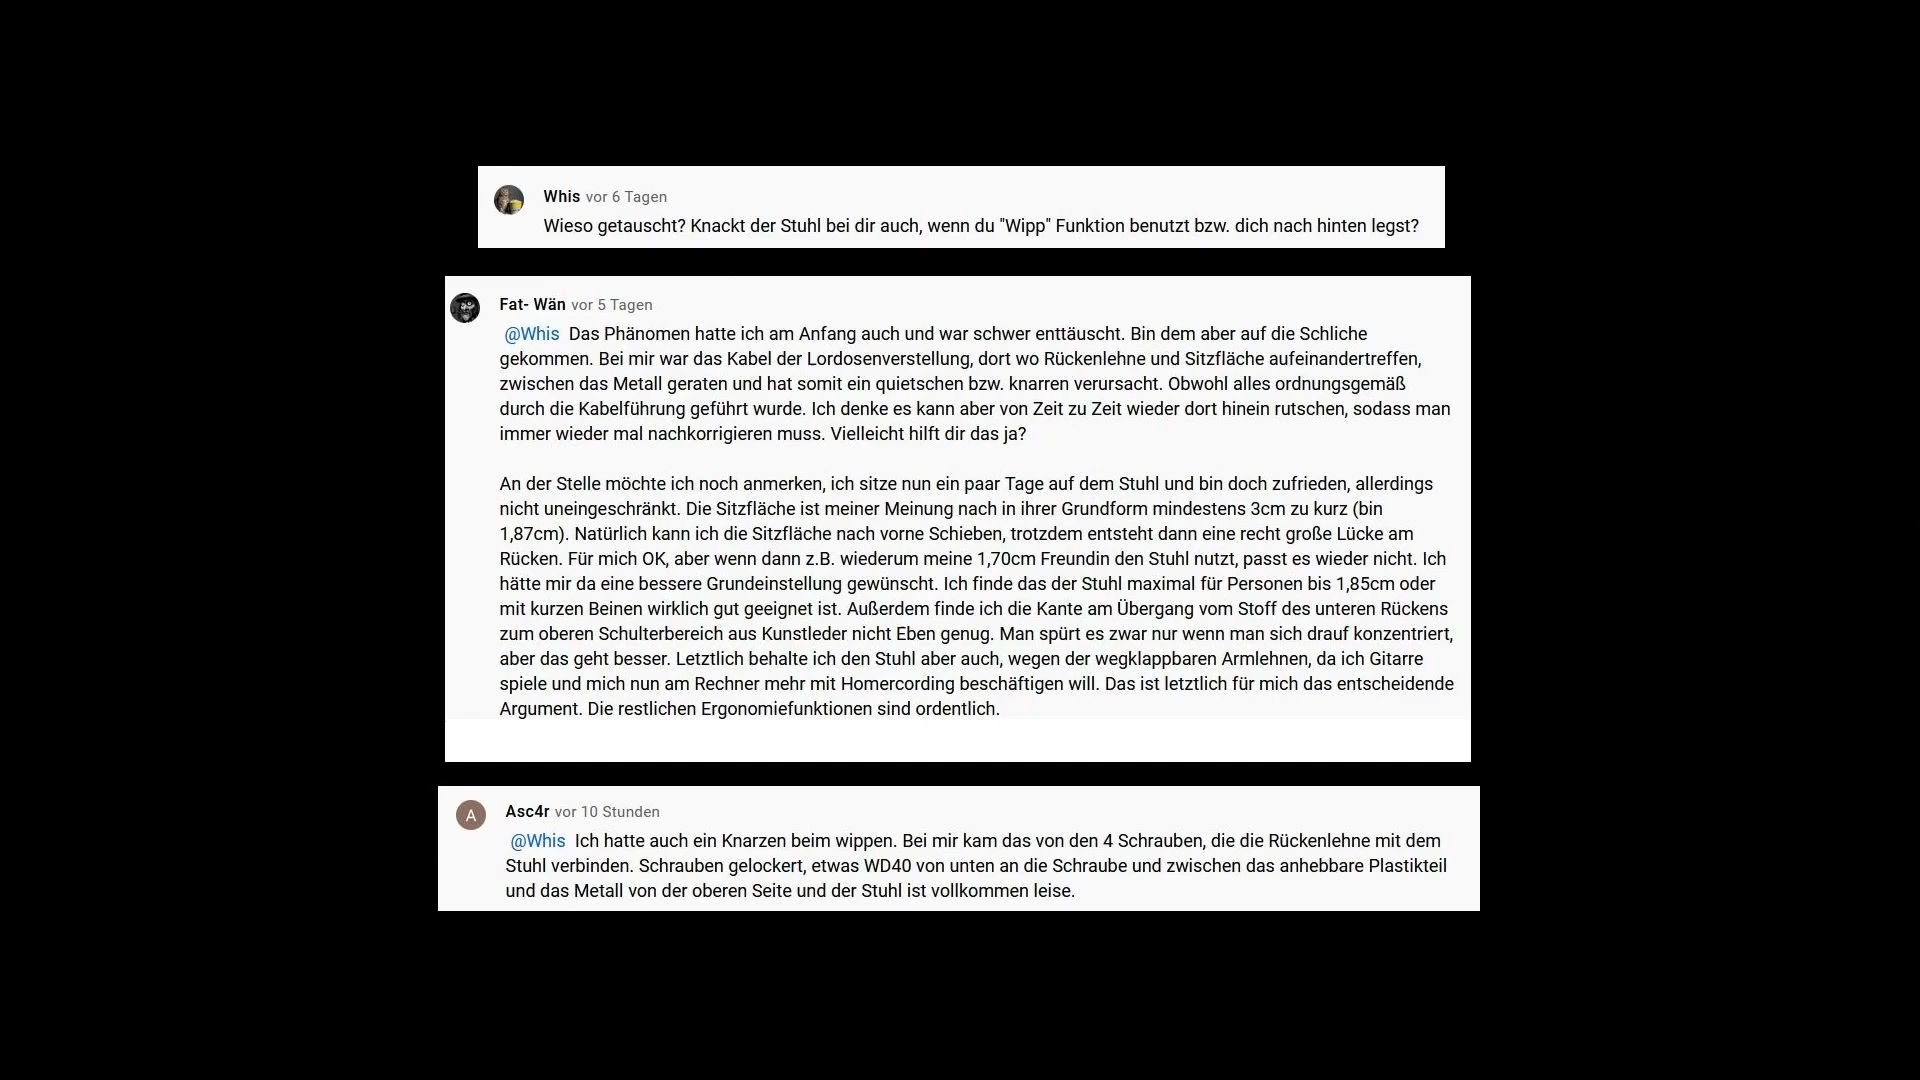 Whis vor 6 Tagen
Wieso getauscht? Knackt der Stuhl bei dir auch, wenn du "Wipp" Funktion benutzt bzw. dich nach hinten legst?
Fat- Wän vor 5 Tagen
@Whis Das Phänomen hatte ich am Anfang auch und war schwer enttäuscht. Bin dem aber auf die Schliche
gekommen. Bei mir war das Kabel der Lordosenverstellung, dort wo Rückenlehne und Sitzfläche aufeinandertreffen,
zwischen das Metall geraten und hat somit ein quietschen bzw. knarren verursacht. Obwohl alles ordnungsgemäß
durch die Kabelführung geführt wurde. Ich denke es kann aber von Zeit zu Zeit wieder dort hinein rutschen, sodass man
immer wieder mal nachkorrigieren muss. Vielleicht hilft dir das ja?
An der Stelle möchte ich noch anmerken, ich sitze nun ein paar Tage auf dem Stuhl und bin doch zufrieden, allerdings
nicht uneingeschränkt. Die Sitzfläche ist meiner Meinung nach in ihrer Grundform mindestens 3cm zu kurz (bin
1,87cm). Natürlich kann ich die Sitzfläche nach vorne Schieben, trotzdem entsteht dann eine recht große Lücke am
Rücken. Für mich OK, aber wenn dann z.B. wiederum meine 1,70cm Freundin den Stuhl nutzt, passt es wieder nicht. Ich
hätte mir da eine bessere Grundeinstellung gewünscht. Ich finde das der Stuhl maximal für Personen bis 1,85cm oder
mit kurzen Beinen wirklich gut geeignet ist. Außerdem finde ich die Kante am Übergang vom Stoff des unteren Rückens
zum oberen Schulterbereich aus Kunstleder nicht Eben genug. Man spürt es zwar nur wenn man sich drauf konzentriert,
aber das geht besser. Letztlich behalte ich den Stuhl aber auch, wegen der wegklappbaren Armlehnen, da ich Gitarre
spiele und mich nun am Rechner mehr mit Homercording beschäftigen will. Das ist letztlich für mich das entscheidende
Argument. Die restlichen Ergonomiefunktionen sind ordentlich.
A
Asc4r vor 10 Stunden
@Whis Ich hatte auch ein Knarzen beim wippen. Bei mir kam das von den 4 Schrauben, die die Rückenlehne mit dem
Stuhl verbinden. Schrauben gelockert, etwas WD40 von unten an die Schraube und zwischen das anhebbare Plastikteil
und das Metall von der oberen Seite und der Stuhl ist vollkommen leise.